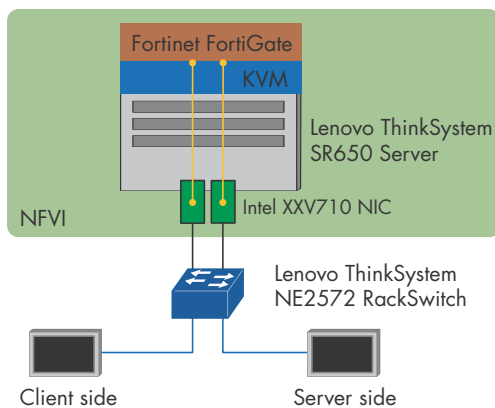 Fortinet FortiGate
KVM
Lenovo ThinkSystem
SR650 Server
Intel XXV710 NIC
NFVI
Lenovo ThinkSystem
NE2572 RackSwitch
Client side
Server side